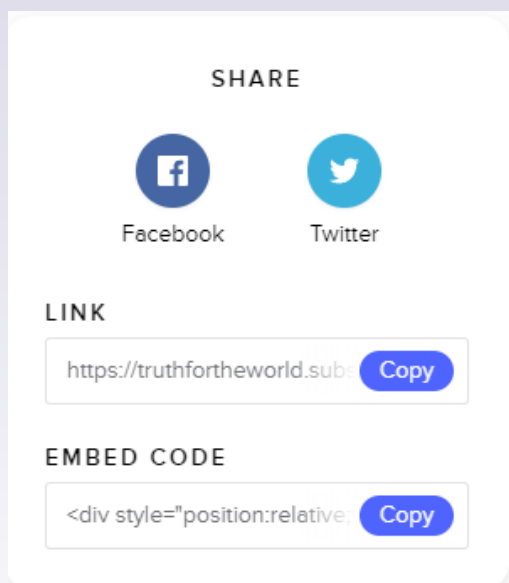 SHARE
Facebook Twitter
LINK
https://truthfortheworld.subs Copy
EMBED CODE
<div style="position:relative; Copy